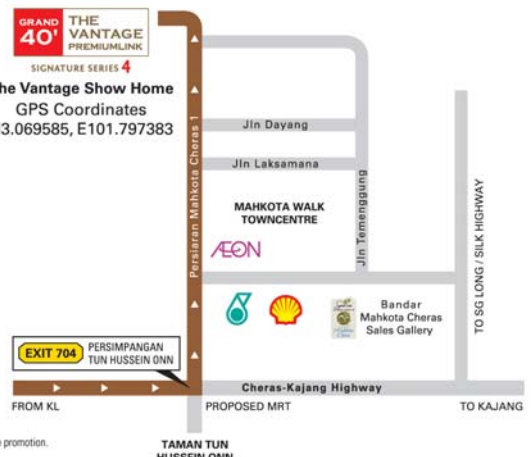 GRAND
40'
THE
VANTAGE
PREMIUMLINK
SIGNATURE SERIES 4
he Vantage Show Home
GPS Coordinates
3.069585, E101.797383
Persiaran Mahkota Cheras 1
Jln Dayang
Jln Laksamana
Jln Temenggung
MAHKOTA WALK
TOWNCENTRE
ÆON
Bandar
Mahkota Cheras
Sales Gallery
TO SG LONG / SILK HIGHWAY
EXIT 704
PERSIMPANGAN
TUN HUSSEIN ONN
Cheras-Kajang Highway
FROM KL
PROPOSED MRT
TO KAJANG
promotion.
TAMAN TUN
HUSSEIN ONN